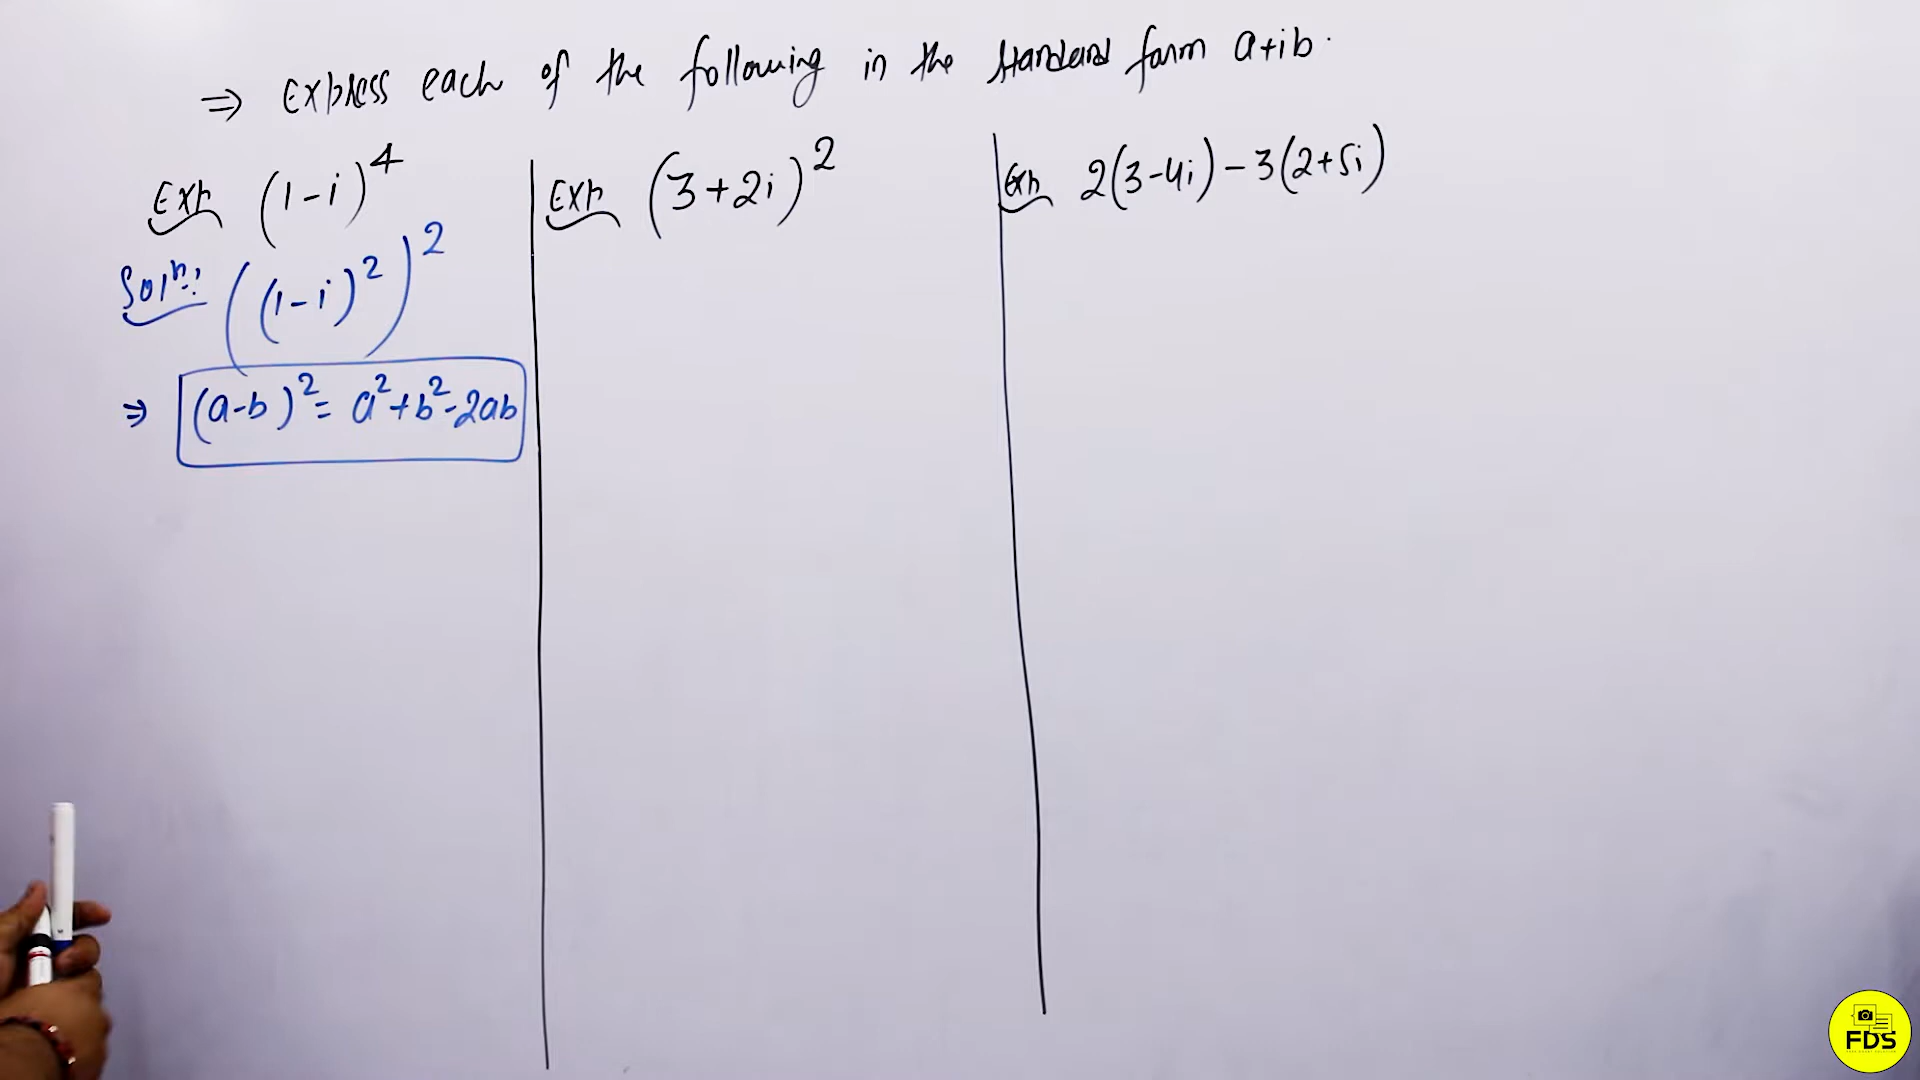 ⇒ Express each of the following in the standard form a+ib.
Exp (1-i)^4
Soln: ((1-i)^2)^2
⇒ (a-b)^2 = a^2+b^2-2ab
Exp (3+2i)^2
Exp 2(3-4i)-3(2+5i)
FDS